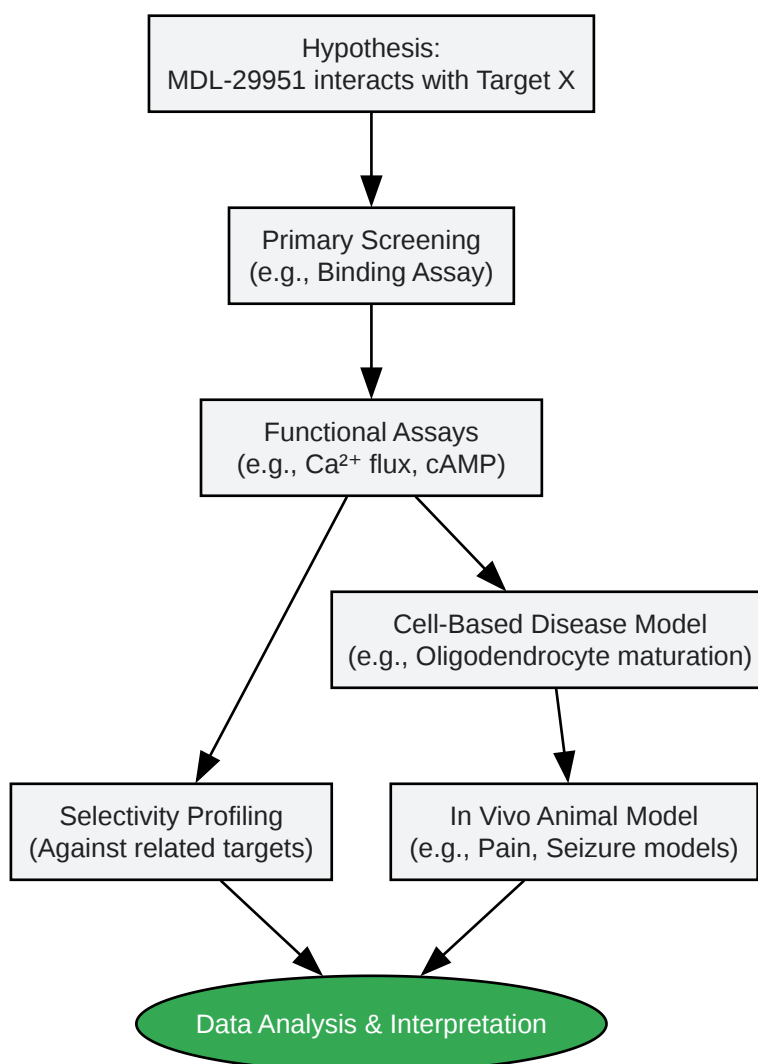 Hypothesis:
MDL-29951 interacts with Target X
Primary Screening
(e.g., Binding Assay)
Functional Assays
(e.g., Ca²⁺ flux, cAMP)
Cell-Based Disease Model
(e.g., Oligodendrocyte maturation)
Selectivity Profiling
(Against related targets)
In Vivo Animal Model
(e.g., Pain, Seizure models)
Data Analysis & Interpretation